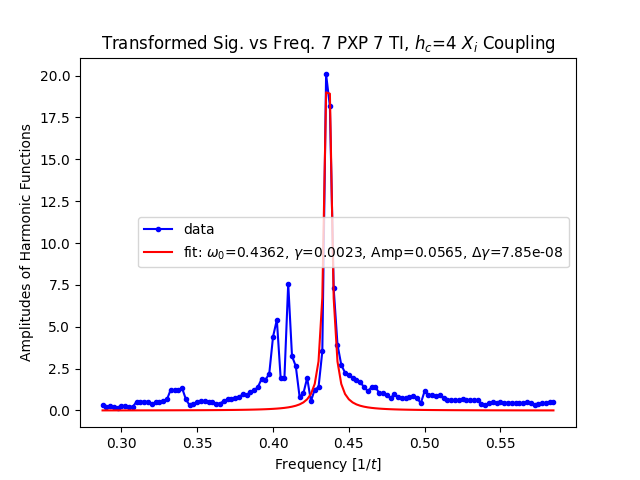 Transformed Sig. vs Freq. 7 PXP 7 TI, $h_c$=4 $X_i$ Coupling
20.0
17.5
15.0
12.5
10.0
7.5
5.0
2.5
0.0
Amplitudes of Harmonic Functions
data
fit: $\omega_0$=0.4362, $\gamma$=0.0023, Amp=0.0565, $\Delta\gamma$=7.85e-08
0.30 0.35 0.40 0.45 0.50 0.55
Frequency [1/$t$]